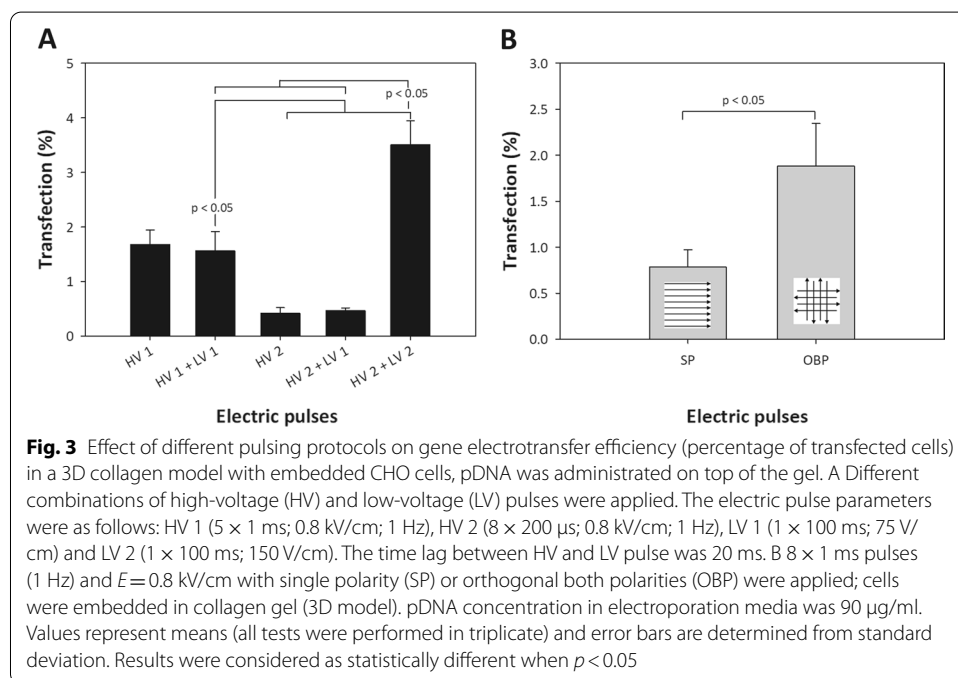 A
B
5
4
3
2
1
0
Transfection (%)
p < 0.05
p < 0.05
HV 1
HV 1 + LV 1
HV 2
HV 2 + LV 1
HV 2 + LV 2
Electric pulses
3.0
2.5
2.0
1.5
1.0
0.5
0.0
Transfection (%)
p < 0.05
SP
OBP
Electric pulses
Fig. 3 Effect of different pulsing protocols on gene electrotransfer efficiency (percentage of transfected cells)
in a 3D collagen model with embedded CHO cells, pDNA was administrated on top of the gel. A Different
combinations of high-voltage (HV) and low-voltage (LV) pulses were applied. The electric pulse parameters
were as follows: HV 1 (5 × 1 ms; 0.8 kV/cm; 1 Hz), HV 2 (8 × 200 µs; 0.8 kV/cm; 1 Hz), LV 1 (1 × 100 ms; 75 V/
cm) and LV 2 (1 × 100 ms; 150 V/cm). The time lag between HV and LV pulse was 20 ms. B 8 × 1 ms pulses
(1 Hz) and E = 0.8 kV/cm with single polarity (SP) or orthogonal both polarities (OBP) were applied; cells
were embedded in collagen gel (3D model). pDNA concentration in electroporation media was 90 µg/ml.
Values represent means (all tests were performed in triplicate) and error bars are determined from standard
deviation. Results were considered as statistically different when p < 0.05